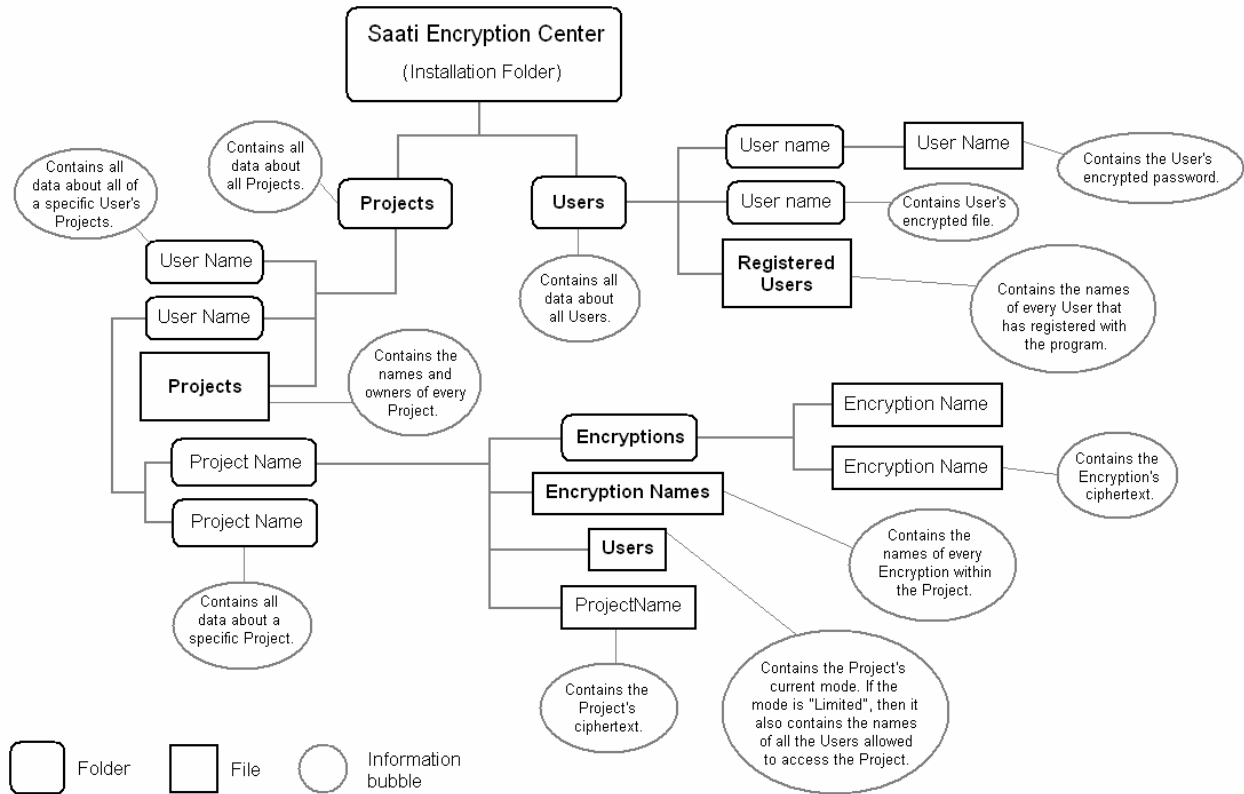 Saati Encryption Center
(Installation Folder)
Contains all
data about all of
a specific User's
Projects.
Contains all
data about
all Projects.
Projects
Users
User name
User Name
Contains the User's
encrypted password.
User name
Contains User's
encrypted file.
Registered
Users
Contains the names
of every User that
has registered with
the program.
Contains all
data about
all Users.
User Name
User Name
Projects
Contains the
names and
owners of every
Project.
Project Name
Project Name
Contains all
data about a
specific Project.
Encryptions
Encryption Name
Encryption Name
Contains the
Encryption's
ciphertext.
Encryption Names
Contains the
names of every
Encryption within
the Project.
Users
ProjectName
Contains the
Project's
ciphertext.
Contains the Project's
current mode. If the
mode is "Limited", then it
also contains the names
of all the Users allowed
to access the Project.
Folder
File
Information
bubble